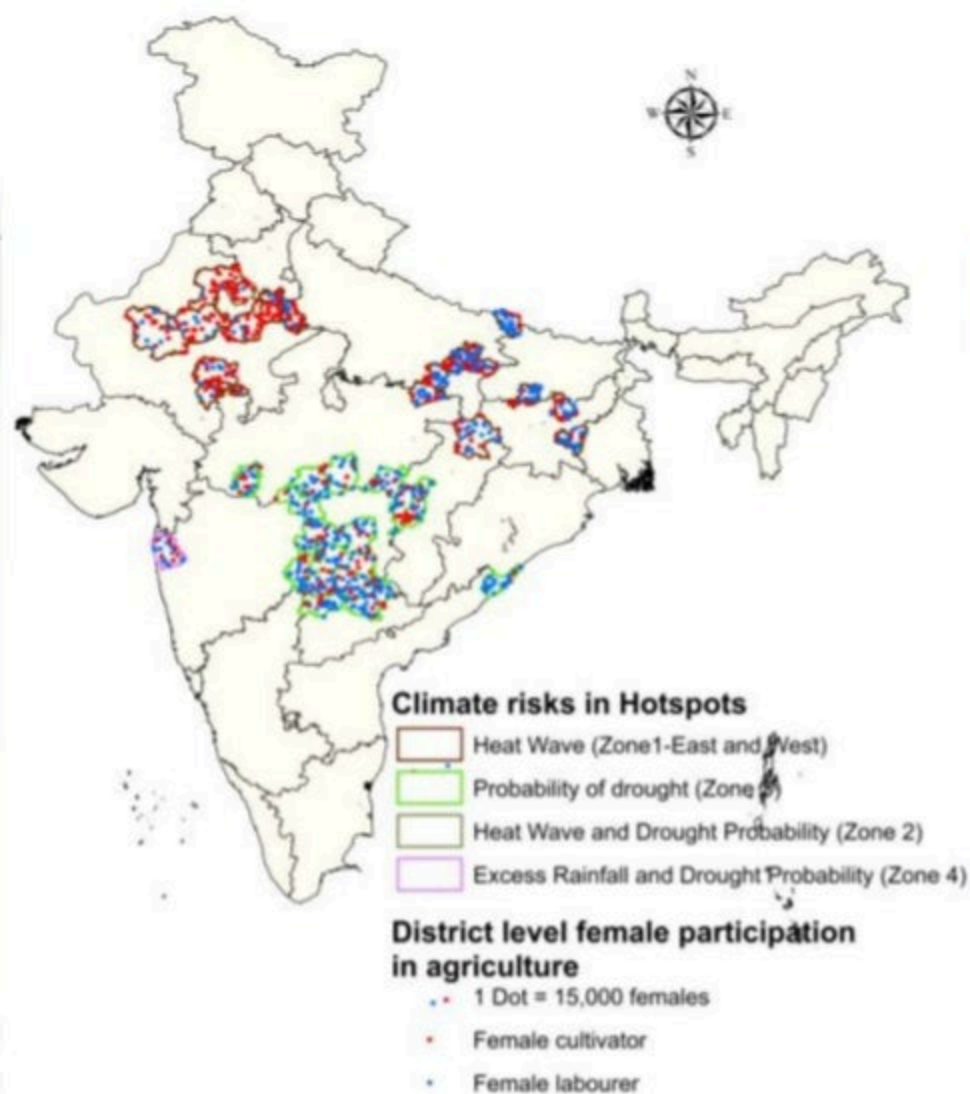 N
W E
S
Climate risks in Hotspots
Heat Wave (Zone1-East and West)
Probability of drought (Zone
Heat Wave and Drought Probability (Zone 2)
Excess Rainfall and Drought Probability (Zone 4)
District level female participation
in agriculture
1 Dot = 15,000 females
Female cultivator
Female labourer